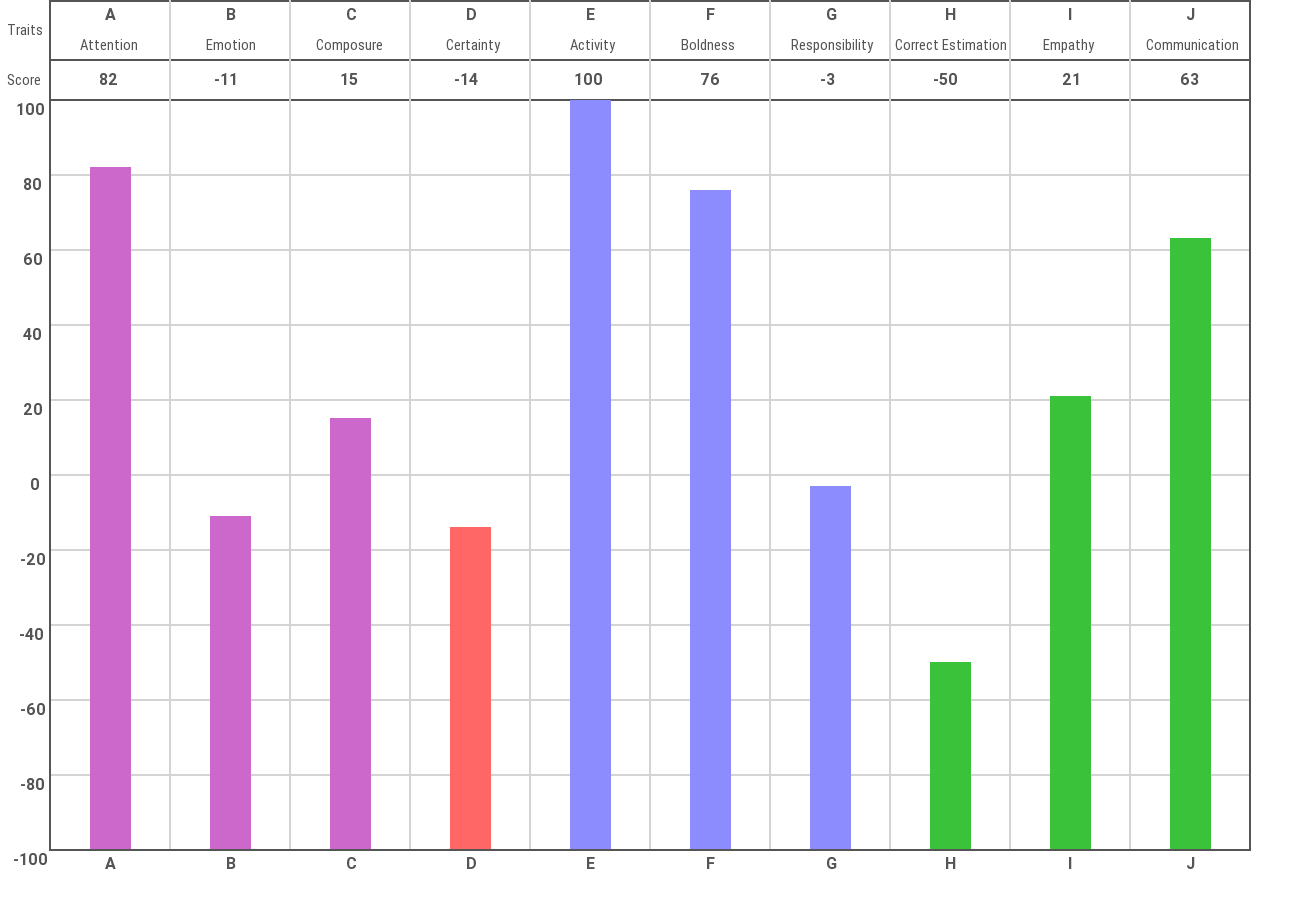 Traits
A B C D E F G H I J
Attention Emotion Composure Certainty Activity Boldness Responsibility Correct Estimation Empathy Communication
Score 82 -11 15 -14 100 76 -3 -50 21 63
100
80
60
40
20
0
-20
-40
-60
-80
-100
A B C D E F G H I J